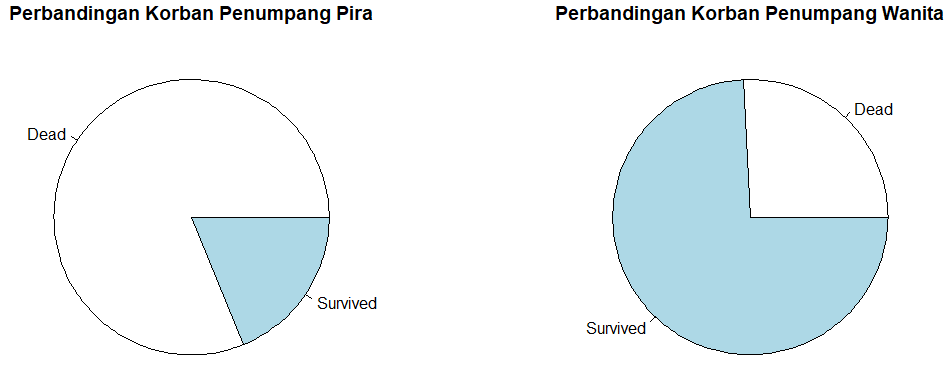 Perbandingan Korban Penumpang Pira
Perbandingan Korban Penumpang Wanita
Dead
Survived
Dead
Survived